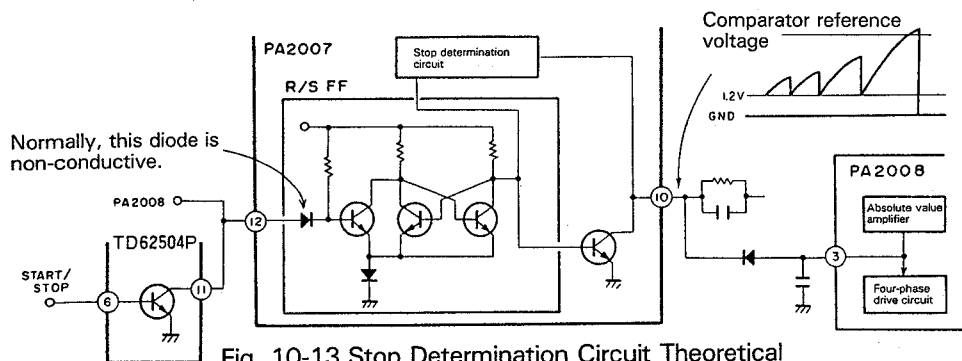 Comparator reference
voltage
1.2V
GND
PA2007
Stop determination
circuit
R/S FF
Normally, this diode is
non-conductive.
PA2008
12
TD62504P
START/
STOP
6
11
10
PA2008
Absolute value
amplifier
3
Four-phase
drive circuit
Fig. 10-13 Stop Determination Circuit Theoretical